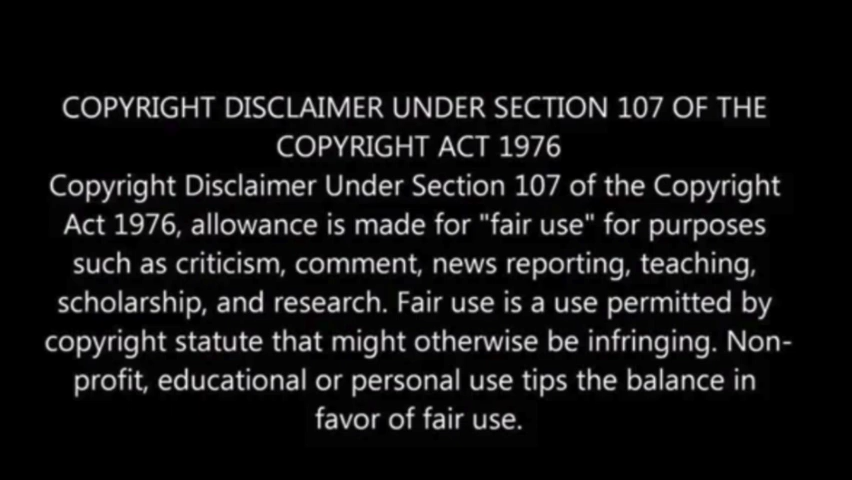 COPYRIGHT DISCLAIMER UNDER SECTION 107 OF THE
COPYRIGHT ACT 1976
Copyright Disclaimer Under Section 107 of the Copyright
Act 1976, allowance is made for "fair use" for purposes
such as criticism, comment, news reporting, teaching,
scholarship, and research. Fair use is a use permitted by
copyright statute that might otherwise be infringing. Non-
profit, educational or personal use tips the balance in
favor of fair use.